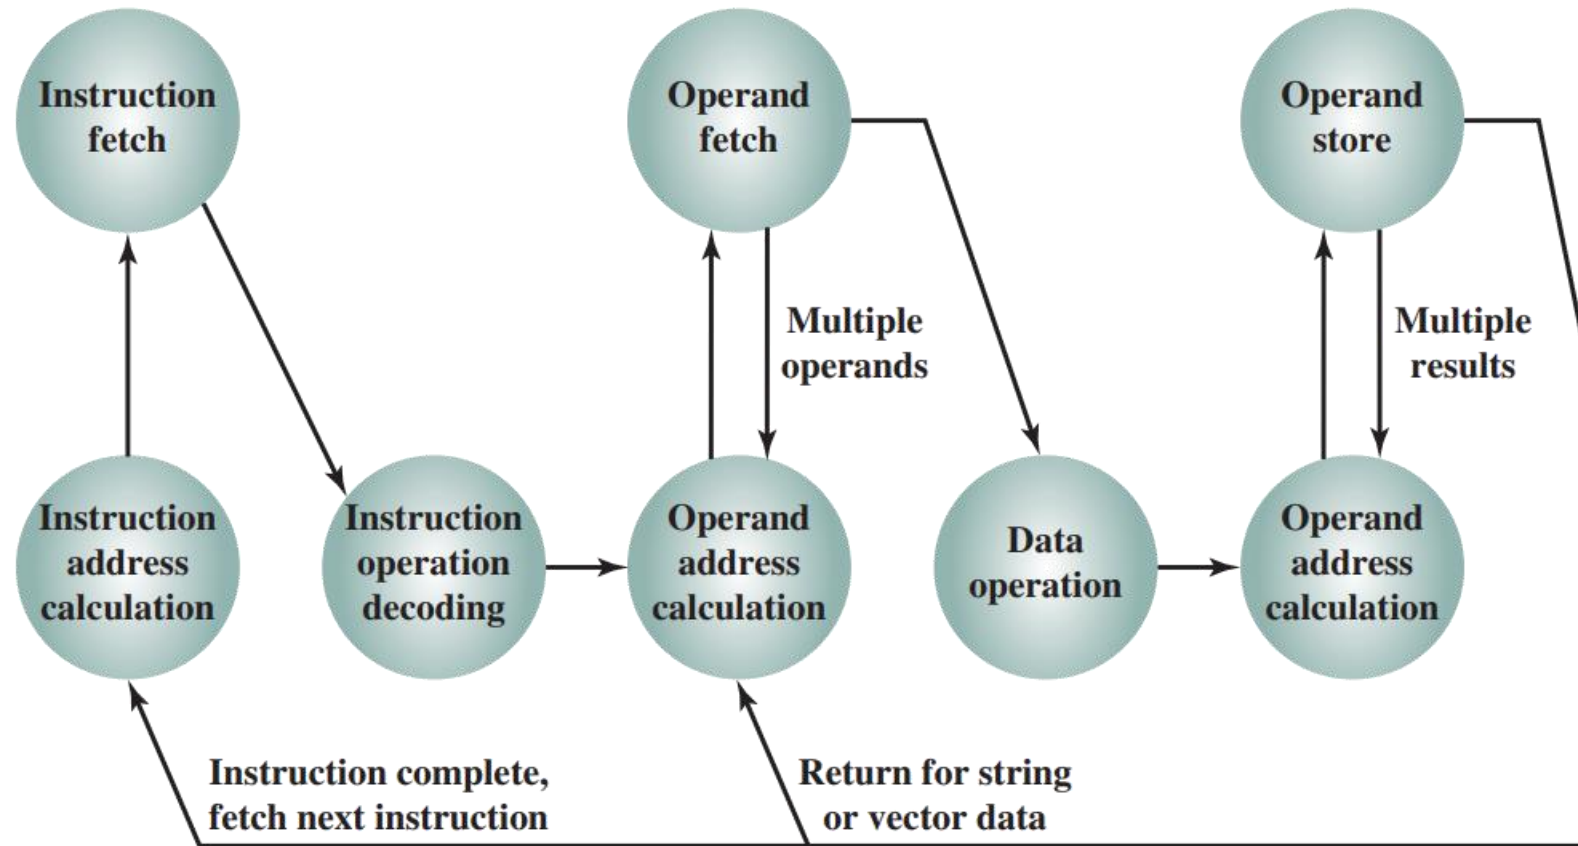 Instruction
fetch
Operand
fetch
Operand
store
Multiple
operands
Multiple
results
Instruction
address
calculation
Instruction
operation
decoding
Operand
address
calculation
Data
operation
Operand
address
calculation
Instruction complete,
fetch next instruction
Return for string
or vector data